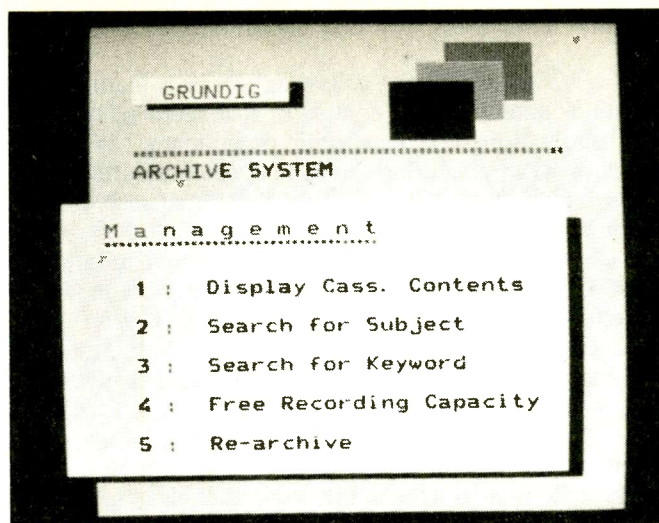 GRUNDIG
ARCHIVE SYSTEM
Management
1 : Display Cass. Contents
2 : Search for Subject
3 : Search for Keyword
4 : Free Recording Capacity
5 : Re-archive